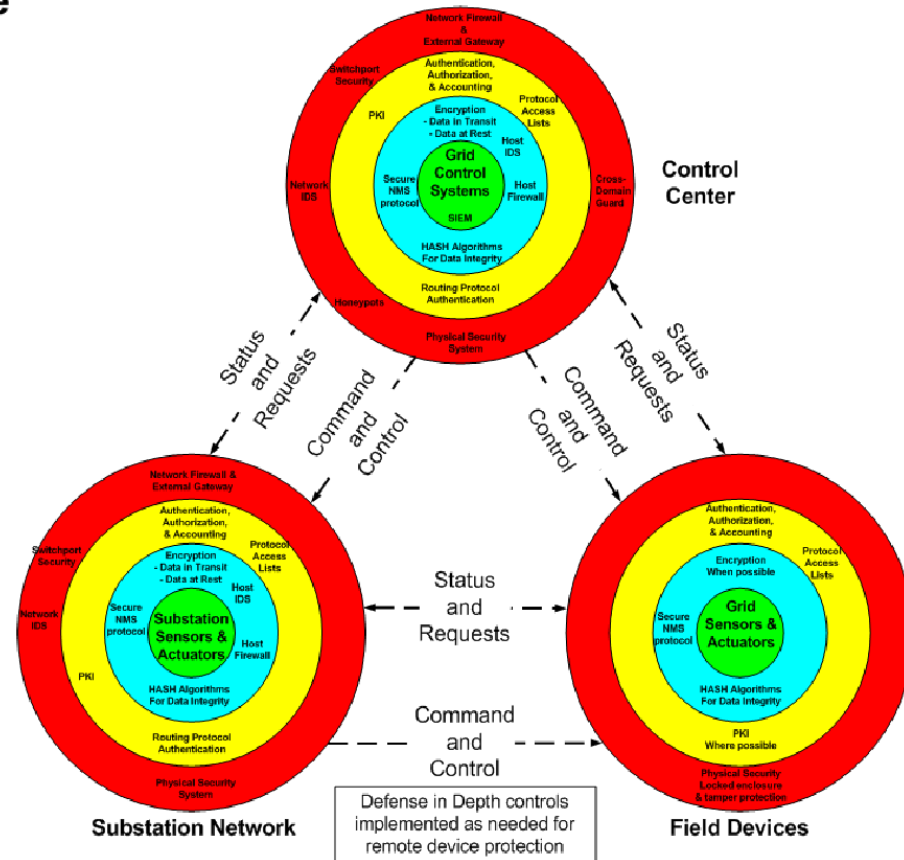 e
Network Firewall
&
External Gateway
Switchport
Security
Authentication,
Authorization,
& Accounting
PKI
Protocol
Access
Lists
Encryption
- Data in Transit
- Data at Rest
Host
IDS
Grid
Control
Systems
SIEM
Network
IDS
Secure
NMS
protocol
Host
Firewall
Cross-
Domain
Guard
HASH Algorithms
For Data Integrity
Routing Protocol
Authentication
Honeypots
Physical Security
System
Control
Center
Status
and
Requests
Command
and
Control
Command
and
Control
Status
and
Requests
Network Firewall &
External Gateway
Switchport
Security
Authentication,
Authorization,
& Accounting
Protocol
Access
Lists
Encryption
- Data in Transit
- Data at Rest
Host
IDS
Network
IDS
Secure
NMS
protocol
Substation
Sensors &
Actuators
Host
Firewall
PKI
HASH Algorithms
For Data Integrity
Routing Protocol
Authentication
Physical Security
System
Substation Network
Status
and
Requests
Command
and
Control
Authentication,
Authorization,
& Accounting
Protocol
Access
Lists
Encryption
When possible
Secure
NMS
protocol
Grid
Sensors &
Actuators
HASH Algorithms
For Data Integrity
PKI
Where possible
Physical Security
Locked enclosure
& tamper protection
Field Devices
Defense in Depth controls
implemented as needed for
remote device protection